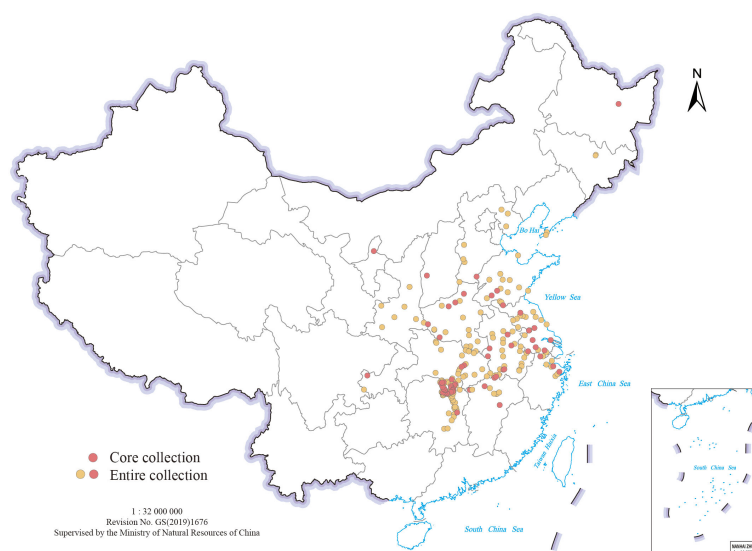 N
Bo Hai
Yellow Sea
East China Sea
Taiwan Haixia
South China Sea
South China Sea
Core collection
Entire collection
1 : 32 000 000
Revision No. GS(2019)1676
Supervised by the Ministry of Natural Resources of China